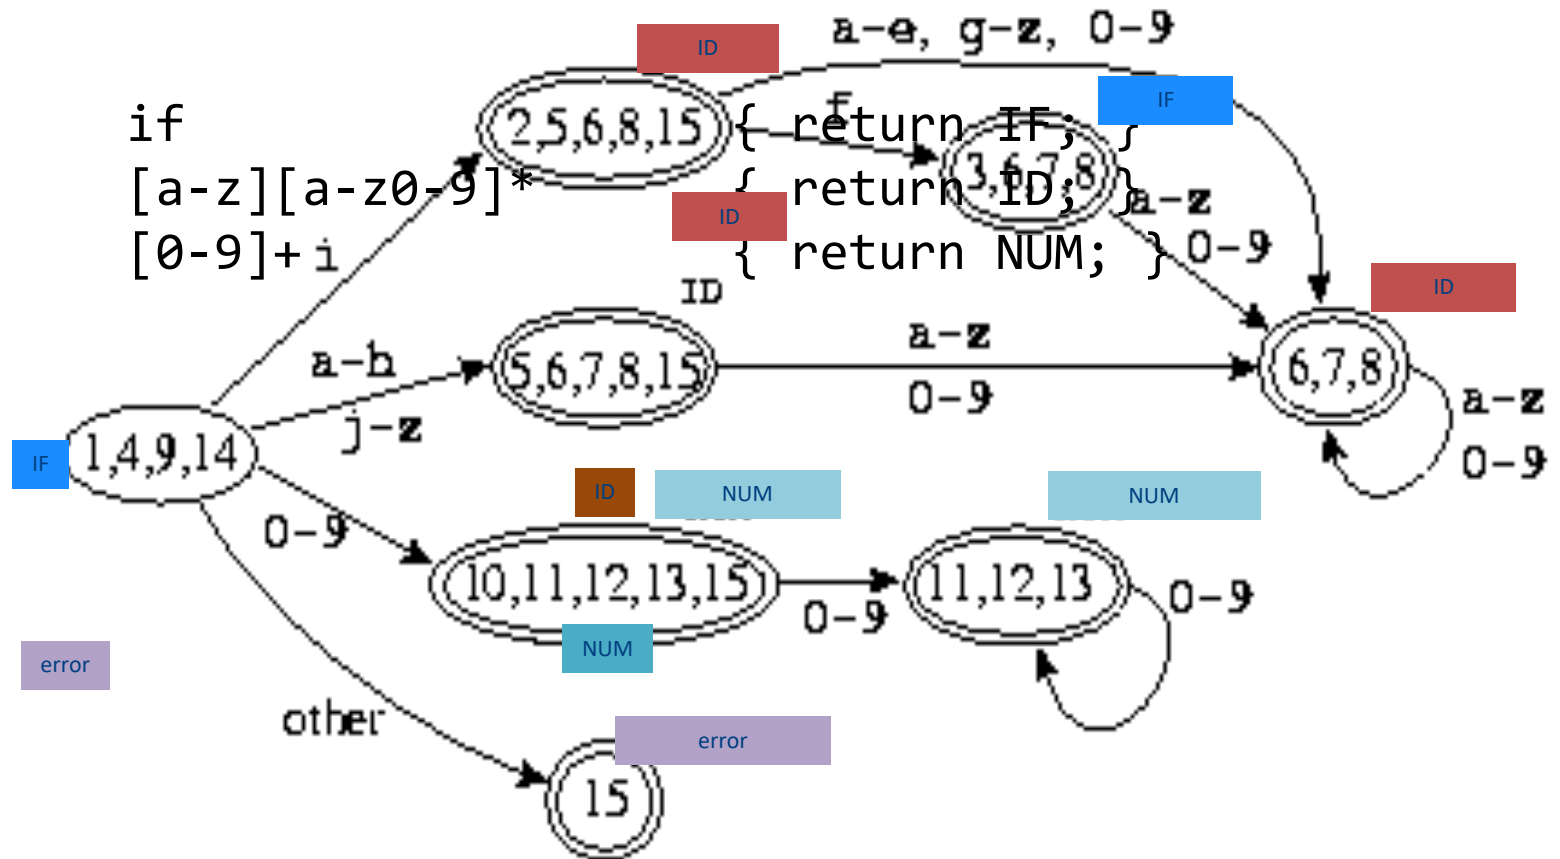 a-e, g-z, 0-9
ID
IF
f
if { return IF; }
2,5,6,8,15
3,6,7,8
[a-z][a-z0-9]* { return ID; }
a-z
ID
[0-9]+ { return NUM; }
i
0-9
ID
ID
a-z
a-h
5,6,7,8,15
6,7,8
0-9
a-z
j-z
0-9
IF
1,4,9,14
ID
NUM
NUM
0-9
10,11,12,13,15
11,12,13
0-9
0-9
NUM
error
other
error
15